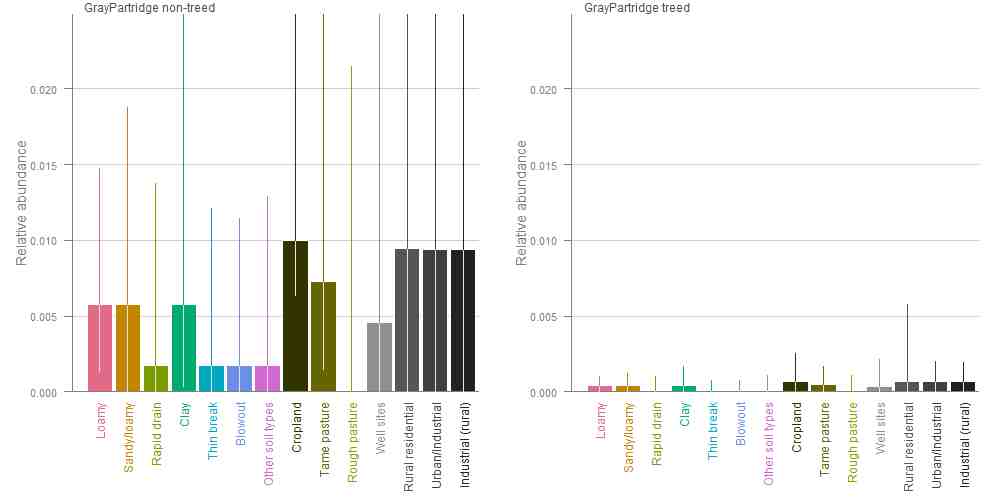 GrayPartridge non-treed
Relative abundance
0.020
0.015
0.010
0.005
0.000
Loamy
Sandy/loamy
Rapid drain
Clay
Thin break
Blowout
Other soil types
Cropland
Tame pasture
Rough pasture
Well sites
Rural residential
Urban/Industrial
Industrial (rural)
GrayPartridge treed
Relative abundance
0.020
0.015
0.010
0.005
0.000
Loamy
Sandy/loamy
Rapid drain
Clay
Thin break
Blowout
Other soil types
Cropland
Tame pasture
Rough pasture
Well sites
Rural residential
Urban/Industrial
Industrial (rural)